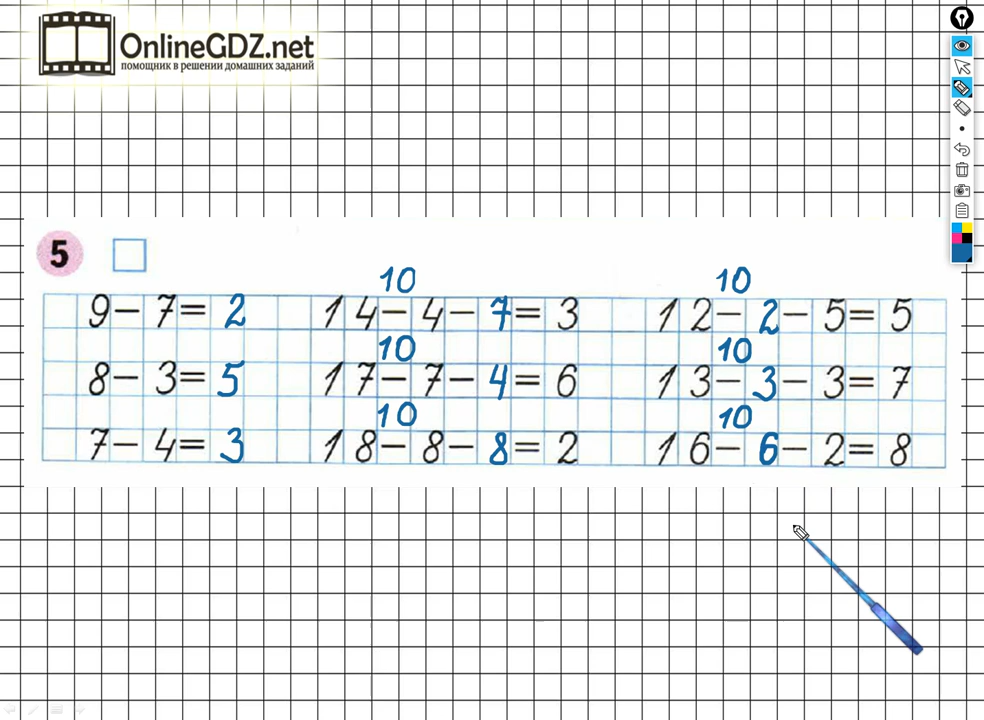 OnlineGDZ.net
помощник в решении домашних заданий
5
10 10
9 – 7 = 2 14 – 4 – 7 = 3 12 – 2 – 5 = 5
10 10
8 – 3 = 5 17 – 7 – 4 = 6 13 – 3 – 3 = 7
10 10
7 – 4 = 3 18 – 8 – 8 = 2 16 – 6 – 2 = 8